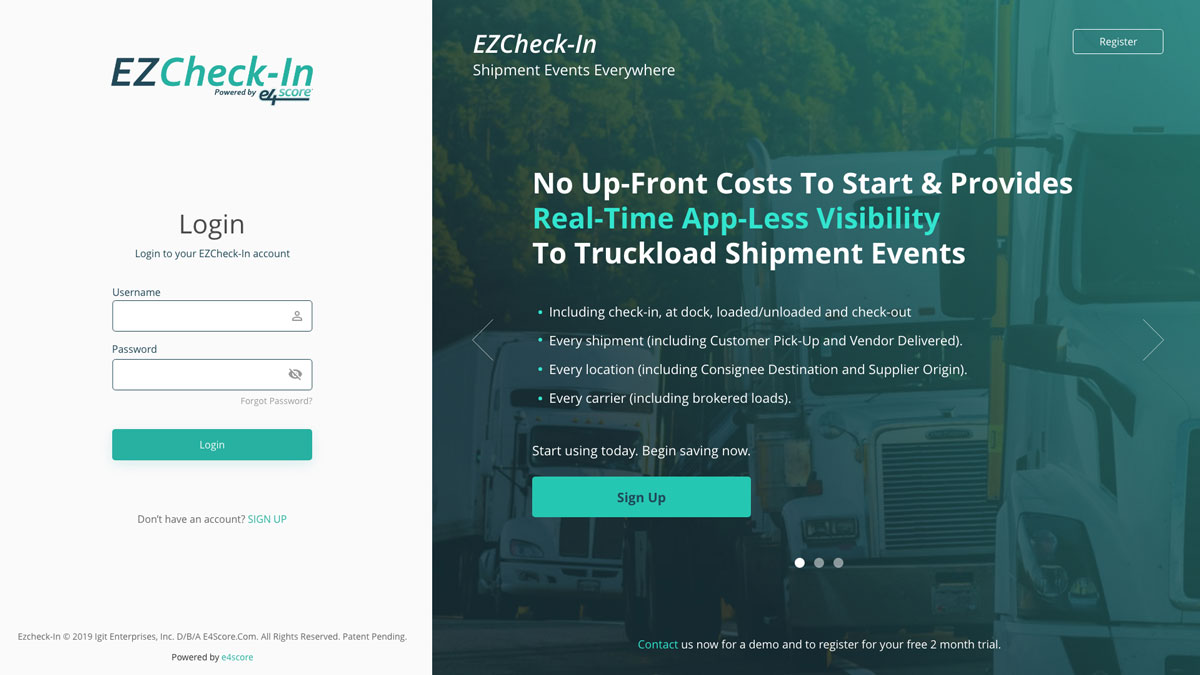 EZCheck-In
Powered by e4score
Login
Login to your EZCheck-In account
Username
Password
Forgot Password?
Login
Don't have an account? SIGN UP
Ezcheck-In © 2019 Igit Enterprises, Inc. D/B/A E4Score.Com. All Rights Reserved. Patent Pending.
Powered by e4score
EZCheck-In
Shipment Events Everywhere
Register
No Up-Front Costs To Start & Provides
Real-Time App-Less Visibility
To Truckload Shipment Events
• Including check-in, at dock, loaded/unloaded and check-out
• Every shipment (including Customer Pick-Up and Vendor Delivered).
• Every location (including Consignee Destination and Supplier Origin).
• Every carrier (including brokered loads).
Start using today. Begin saving now.
Sign Up
Contact us now for a demo and to register for your free 2 month trial.